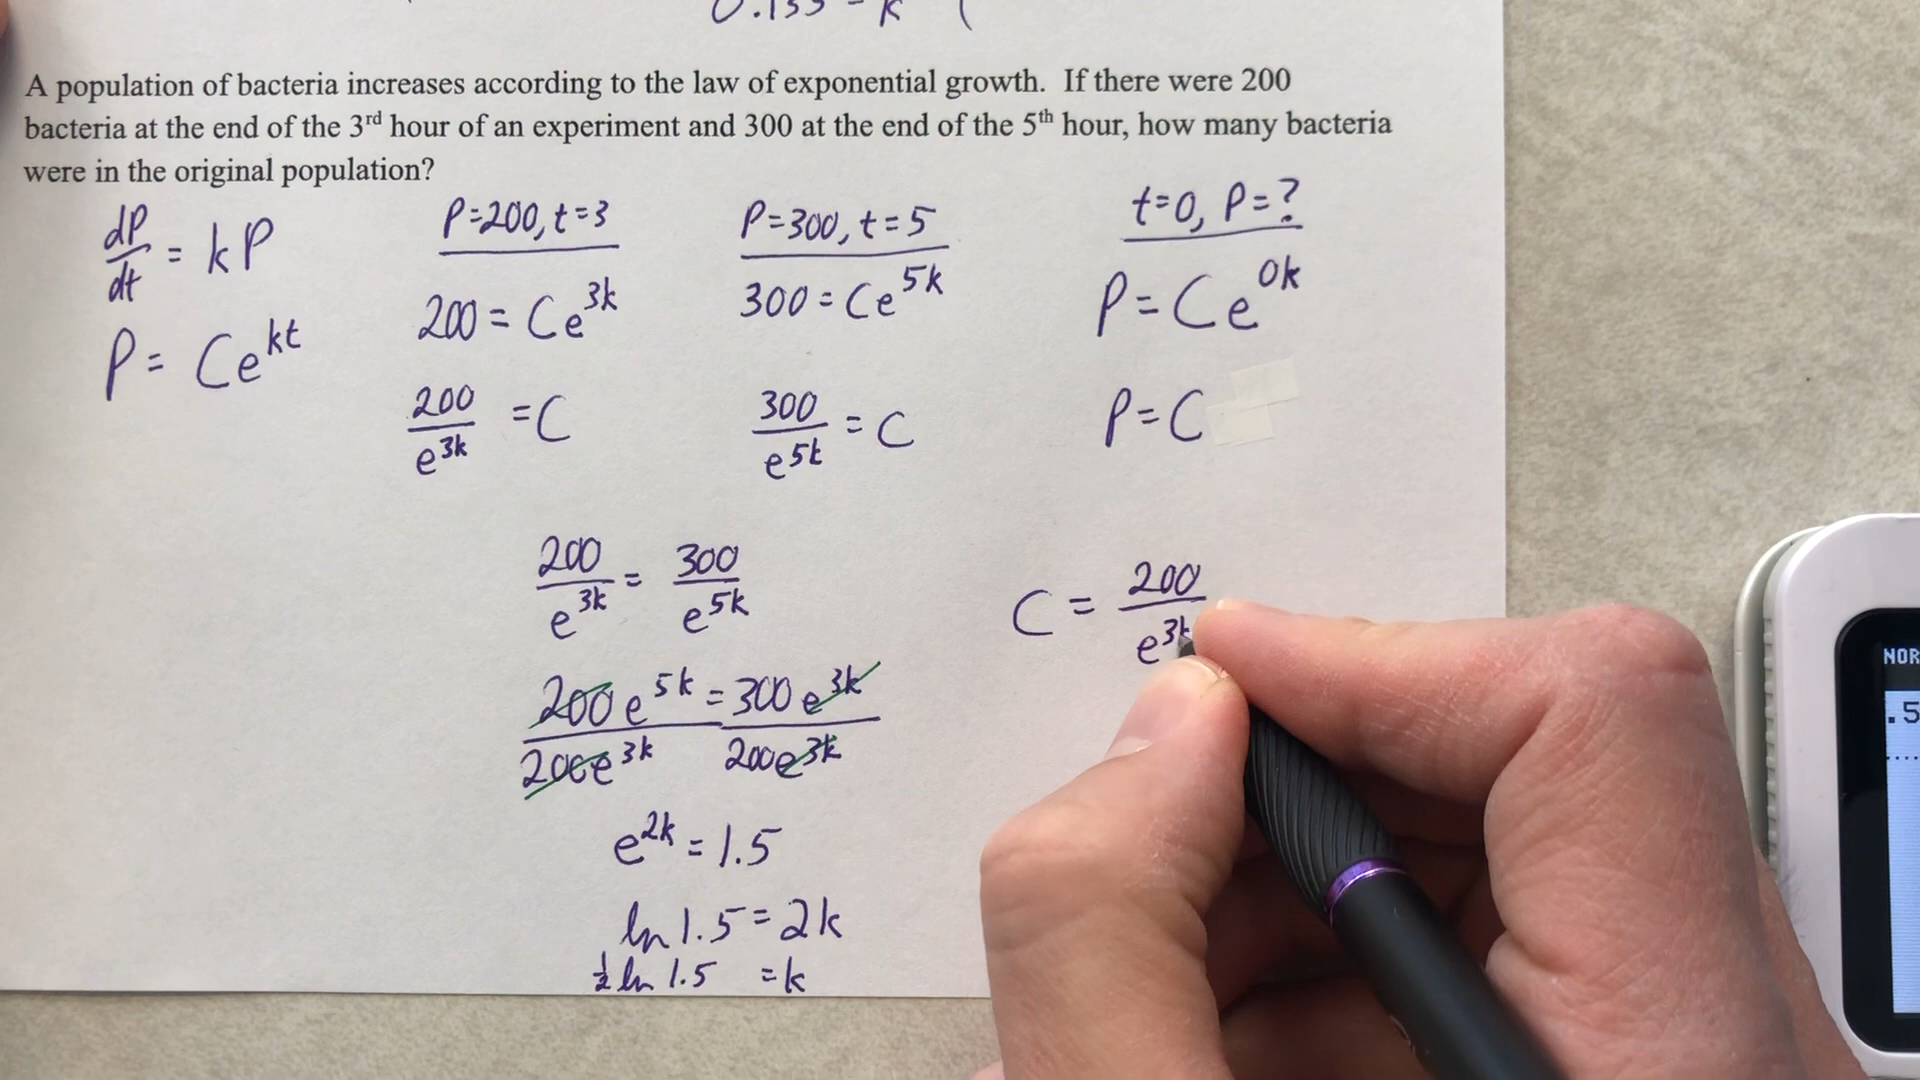 0.135 = k (
A population of bacteria increases according to the law of exponential growth. If there were 200
bacteria at the end of the 3rd hour of an experiment and 300 at the end of the 5th hour, how many bacteria
were in the original population?
dP/dt = kP
P = Ce^kt
P=200, t=3
200 = Ce^3k
200/e^3k = C
P=300, t=5
300 = Ce^5k
300/e^5k = C
t=0, P=?
P=Ce^0k
P=C
200/e^3k = 300/e^5k
200e^5k/200e^3k = 300e^3k/200e^3k
e^2k = 1.5
ln 1.5 = 2k
½ ln 1.5 = k
C = 200/e^3k
NOR
.5